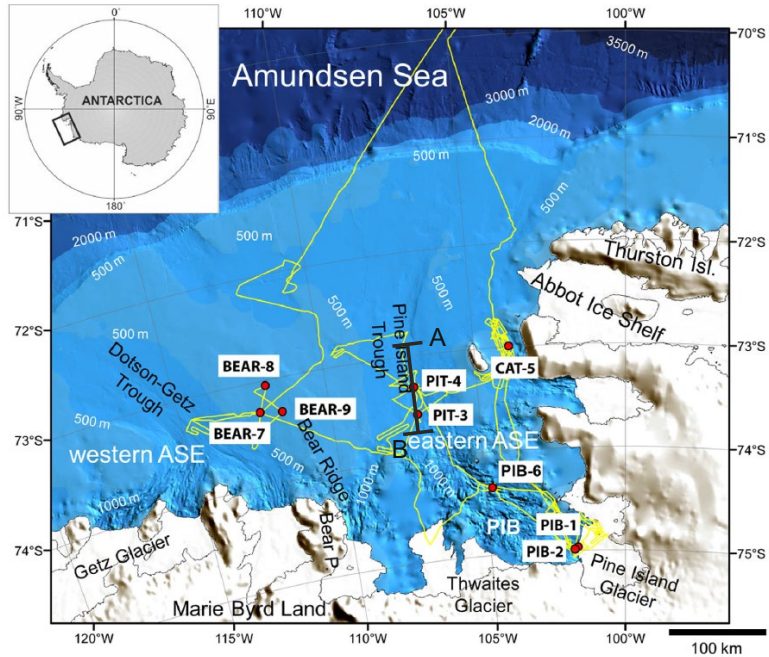 105°W
100°W
70°S
0°
3500 m
Amundsen Sea
ANTARCTICA
90°W
90°E
3000 m
2000 m
71°S
500 m
180°
500 m
71°S
500 m
72°S
2000 m
500 m
Thurston Isl.
Abbot Ice Shelf
500 m
Pine Island
Trough
72°S
500 m
A
73°S
Dotson-Getz
Trough
BEAR-8
CAT-5
PIT-4
BEAR-9
PIT-3
500 m
BEAR-7
73°S
B
eastern ASE
74°S
western ASE
500 m
Bear Ridge
1000 m
1000 m
PIB-6
1000 m
PIB
PIB-1
Bear P.
74°S
Getz Glacier
PIB-2
75°S
Pine Island
Glacier
Thwaites
Glacier
Marie Byrd Land
120°W
115°W
110°W
105°W
100°W
100 km